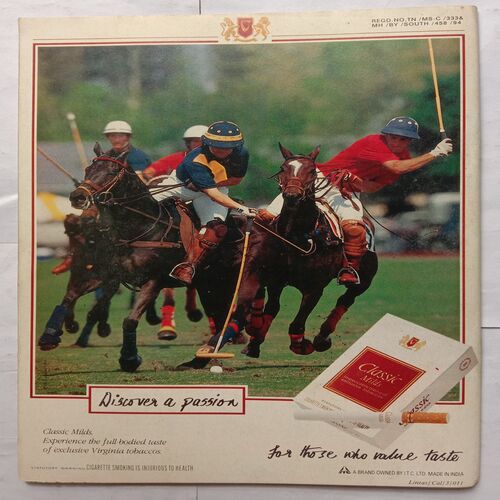 REGD.NO.TN /MS-C /333&
MH /BY /SOUTH /458 /94
Classic
Milds
Discover a passion
Classic Milds.
Experience the full-bodied taste
of exclusive Virginia tobaccos.
For those who value taste
STATUTORY WARNING: CIGARETTE SMOKING IS INJURIOUS TO HEALTH
A BRAND OWNED BY I.T.C. LTD. MADE IN INDIA